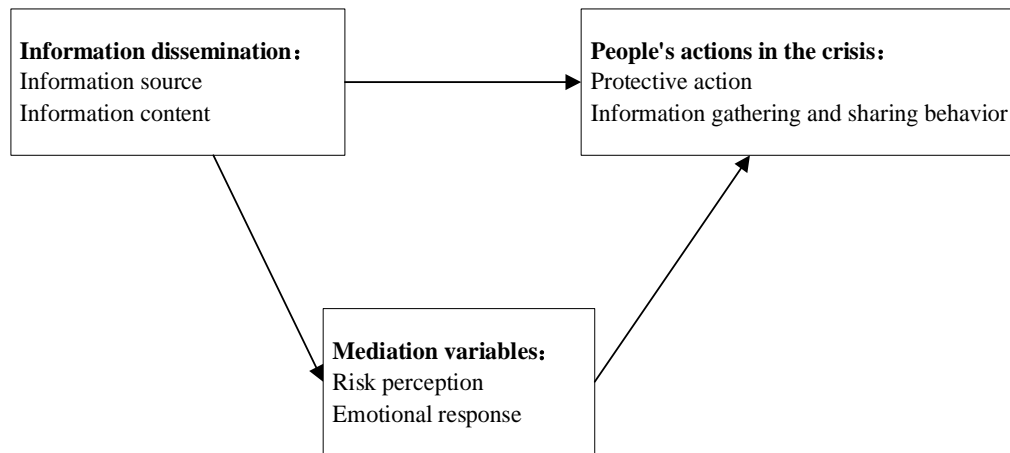 Information dissemination：
Information source
Information content
People's actions in the crisis：
Protective action
Information gathering and sharing behavior
Mediation variables：
Risk perception
Emotional response